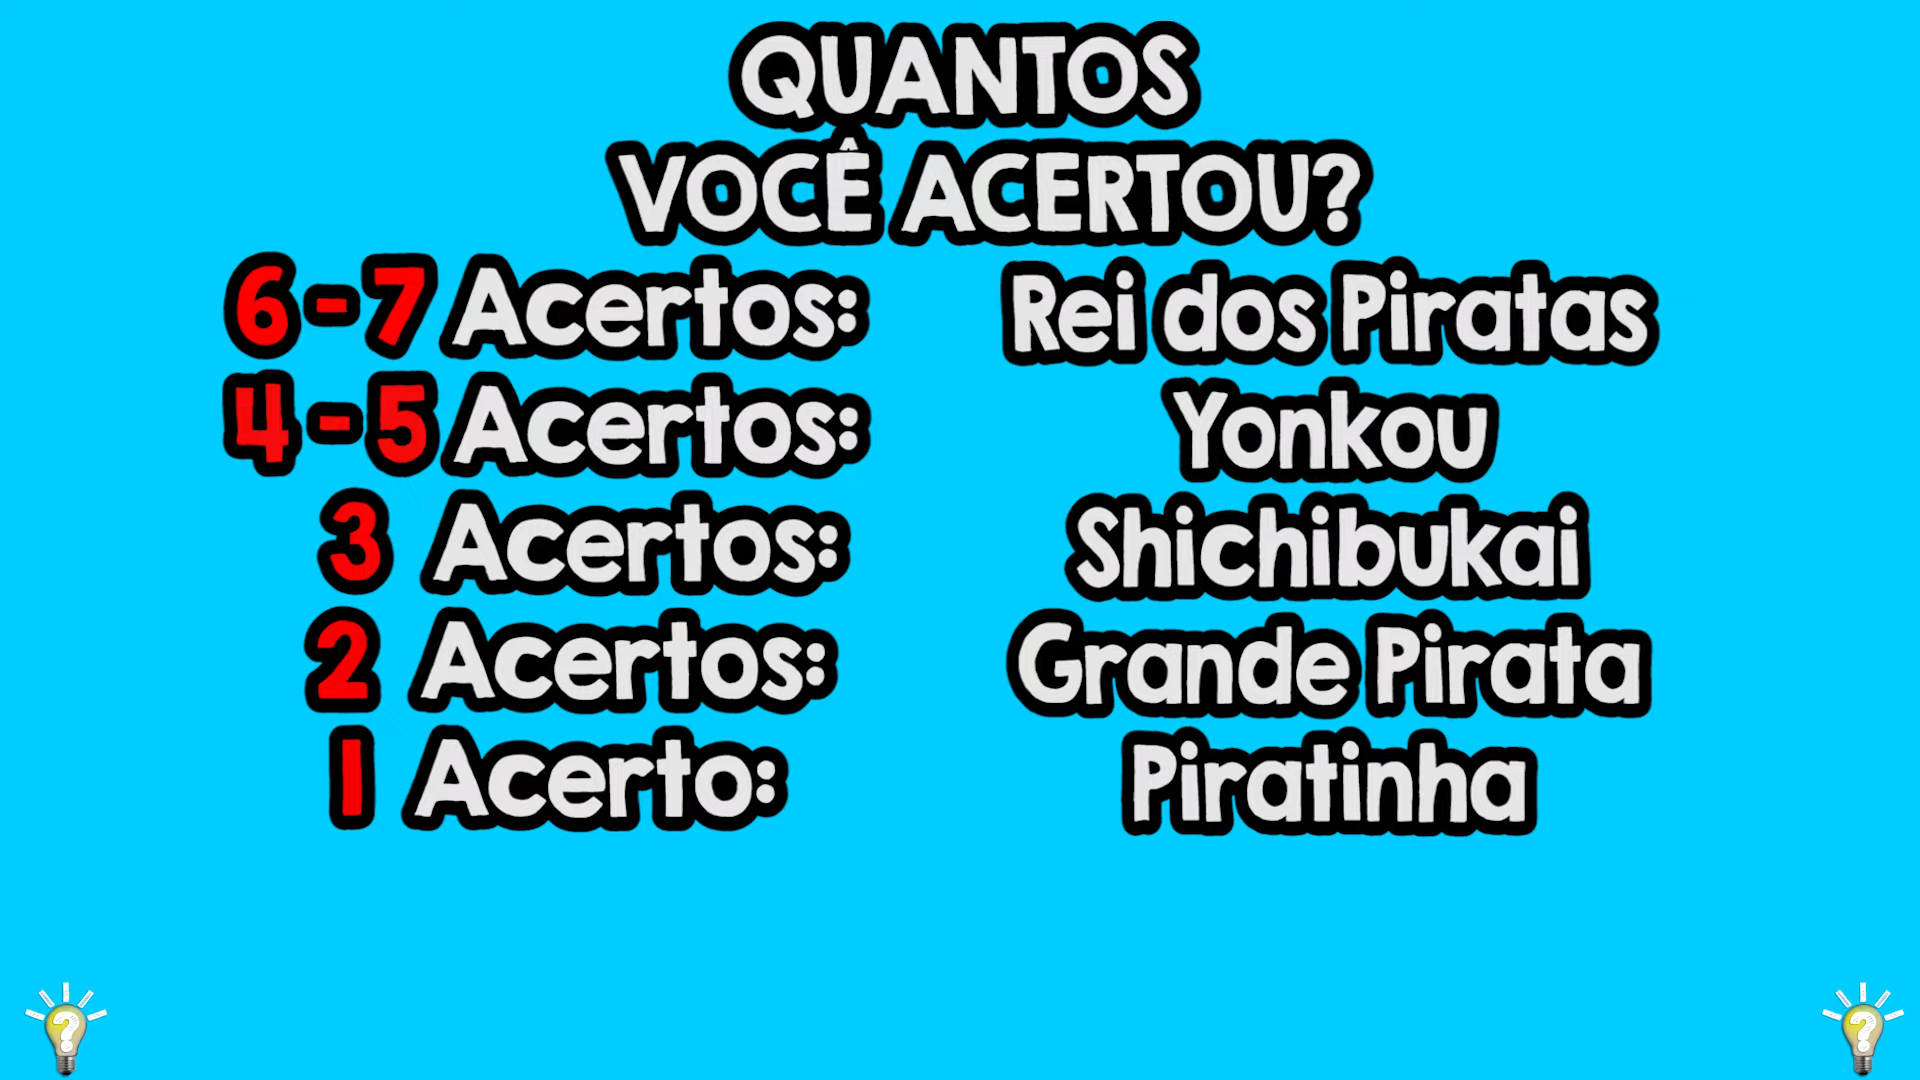 QUANTOS
VOCÊ ACERTOU?
6 - 7 Acertos: Rei dos Piratas
4 - 5 Acertos: Yonkou
3 Acertos: Shichibukai
2 Acertos: Grande Pirata
1 Acerto: Piratinha
? ?